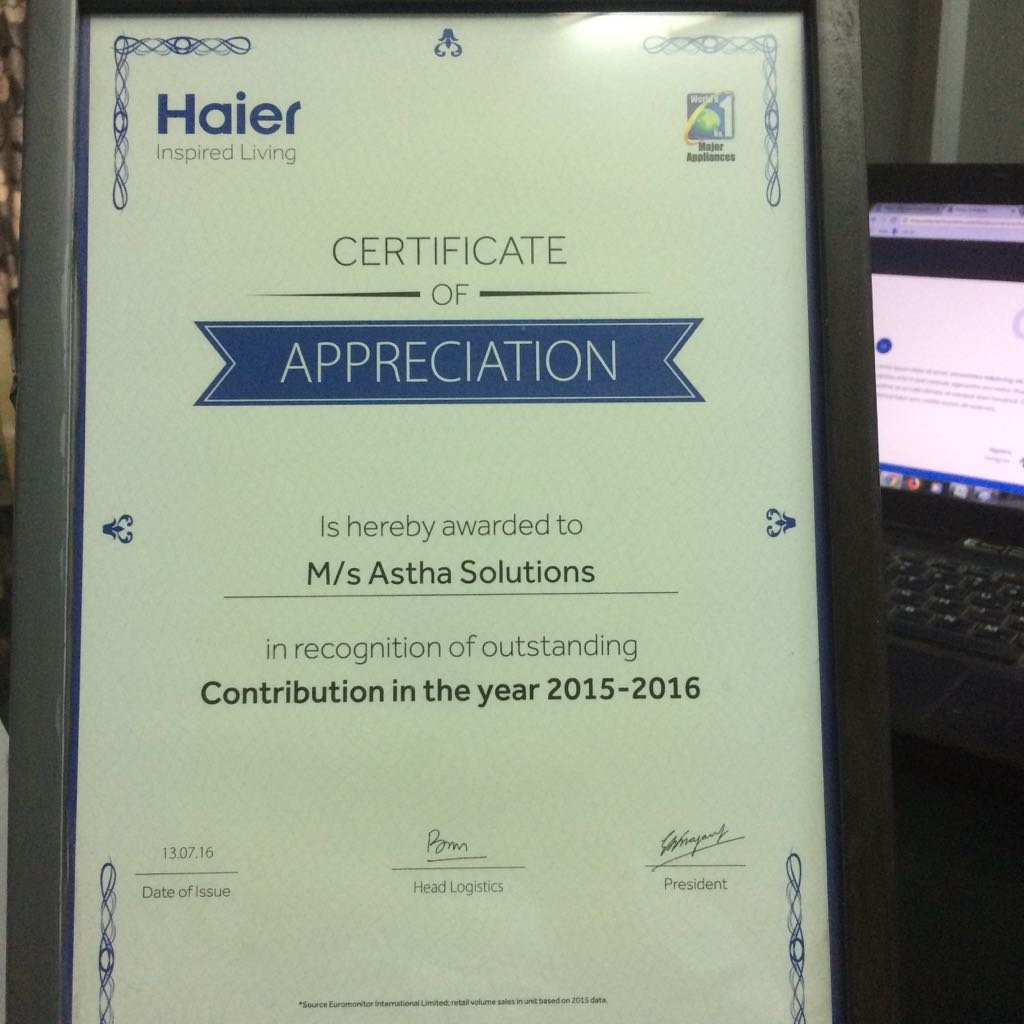 Haier
Inspired Living
World's
No. 1
Major
Appliances
CERTIFICATE
OF
APPRECIATION
Is hereby awarded to
M/s Astha Solutions
in recognition of outstanding
Contribution in the year 2015-2016
13.07.16
Date of Issue
Head Logistics
President
*Source Euromonitor International Limited; retail volume sales in unit based on 2015 data.